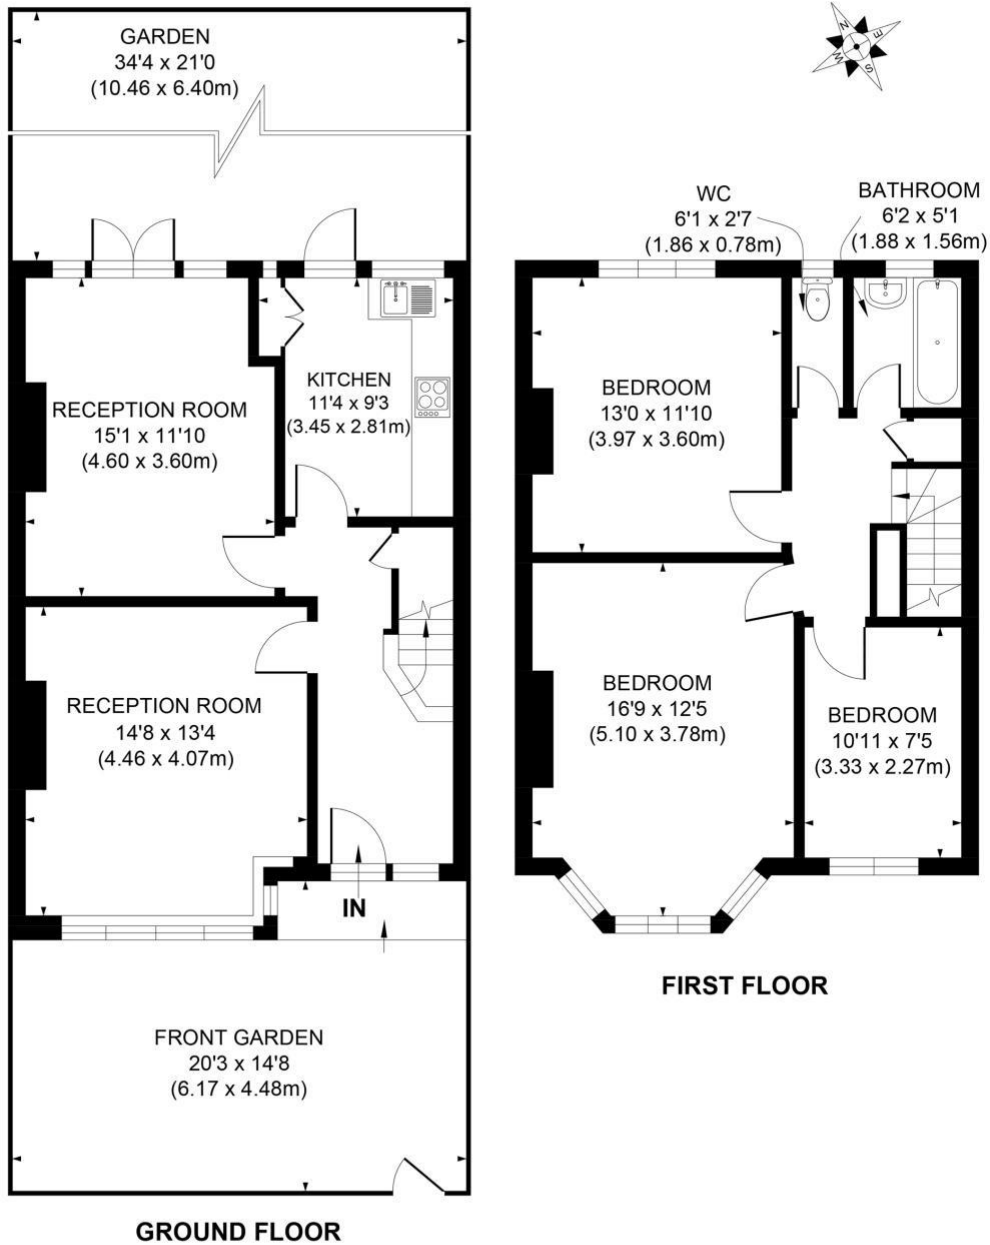 GARDEN
34'4 x 21'0
(10.46 x 6.40m)
N
E
S
W
WC
6'1 x 2'7
(1.86 x 0.78m)
BATHROOM
6'2 x 5'1
(1.88 x 1.56m)
RECEPTION ROOM
15'1 x 11'10
(4.60 x 3.60m)
KITCHEN
11'4 x 9'3
(3.45 x 2.81m)
BEDROOM
13'0 x 11'10
(3.97 x 3.60m)
RECEPTION ROOM
14'8 x 13'4
(4.46 x 4.07m)
BEDROOM
16'9 x 12'5
(5.10 x 3.78m)
BEDROOM
10'11 x 7'5
(3.33 x 2.27m)
IN
FRONT GARDEN
20'3 x 14'8
(6.17 x 4.48m)
FIRST FLOOR
GROUND FLOOR